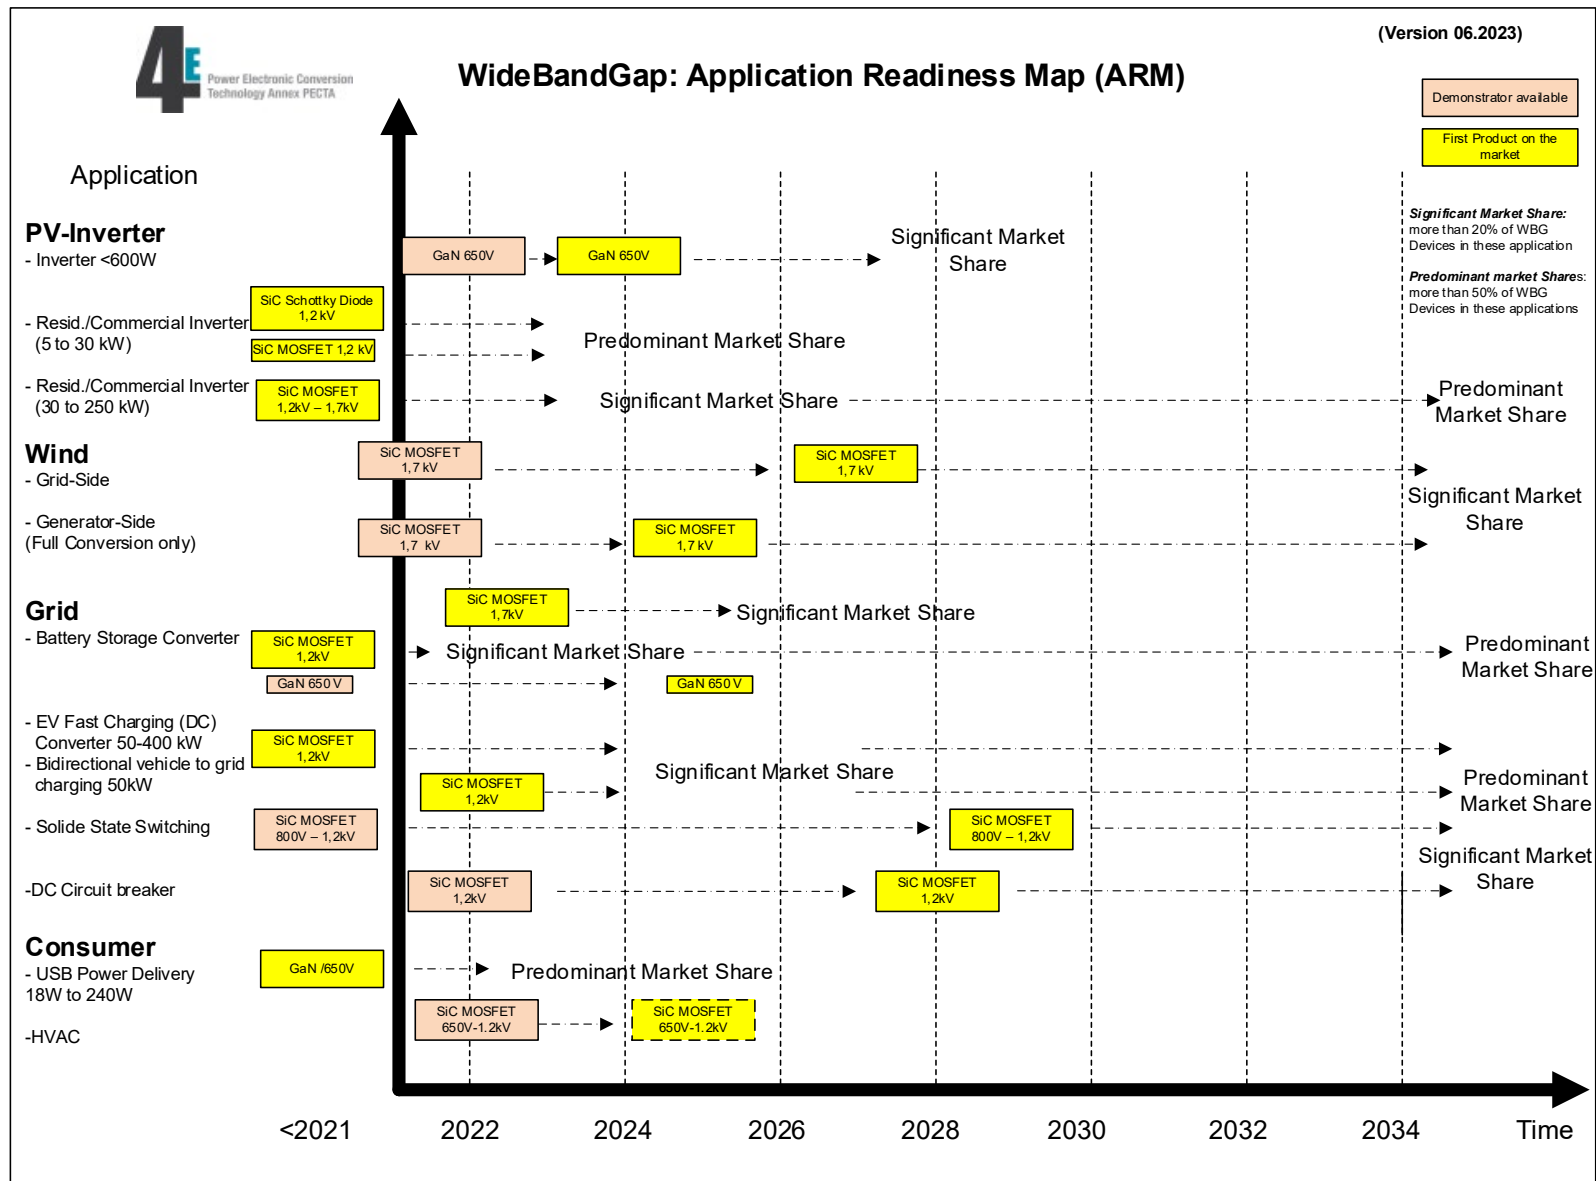 (Version 06.2023)
4E
Power Electronic Conversion
Technology Annex PECTA
WideBandGap: Application Readiness Map (ARM)
Demonstrator available
First Product on the
market
Application
Significant Market Share:
more than 20% of WBG
Devices in these application
Predominant market Shares:
more than 50% of WBG
Devices in these applications
PV-Inverter
- Inverter <600W
GaN 650V
GaN 650V
Significant Market
Share
SiC Schottky Diode
1,2 kV
- Resid./Commercial Inverter
(5 to 30 kW)
SiC MOSFET 1,2 kV
Predominant Market Share
- Resid./Commercial Inverter
(30 to 250 kW)
SiC MOSFET
1,2kV – 1,7kV
Significant Market Share
Predominant
Market Share
Wind
- Grid-Side
SiC MOSFET
1,7 kV
SiC MOSFET
1,7 kV
Significant Market
Share
- Generator-Side
(Full Conversion only)
SiC MOSFET
1,7 kV
SiC MOSFET
1,7 kV
Grid
SiC MOSFET
1,7kV
Significant Market Share
- Battery Storage Converter
SiC MOSFET
1,2kV
Significant Market Share
Predominant
Market Share
GaN 650 V
GaN 650 V
- EV Fast Charging (DC)
Converter 50-400 kW
- Bidirectional vehicle to grid
charging 50kW
SiC MOSFET
1,2kV
SiC MOSFET
1,2kV
Significant Market Share
Predominant
Market Share
- Solide State Switching
SiC MOSFET
800V – 1,2kV
SiC MOSFET
800V – 1,2kV
Significant Market
Share
-DC Circuit breaker
SiC MOSFET
1,2kV
SiC MOSFET
1,2kV
Consumer
- USB Power Delivery
18W to 240W
GaN /650V
Predominant Market Share
-HVAC
SiC MOSFET
650V-1.2kV
SiC MOSFET
650V-1.2kV
<2021
2022
2024
2026
2028
2030
2032
2034
Time